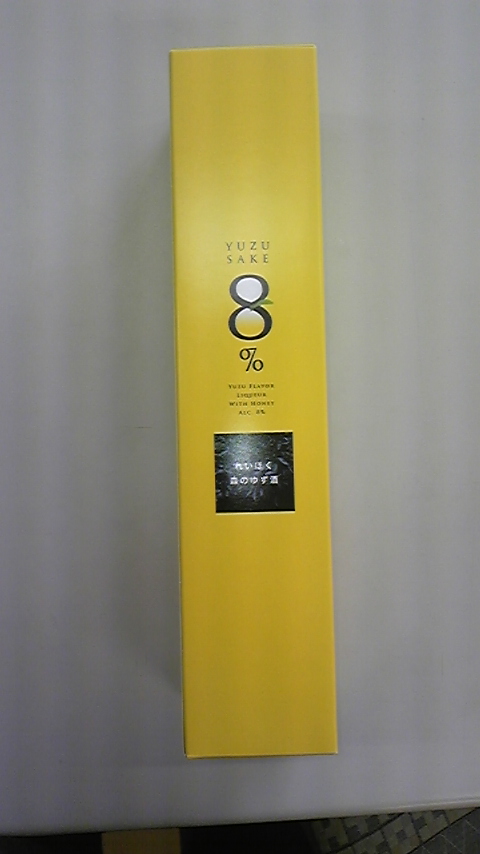 YUZU
SAKE
8
%
YUZU FLAVOR
LIQUEUR
WITH HONEY
ALC. 8%
れいほく
森のゆず酒